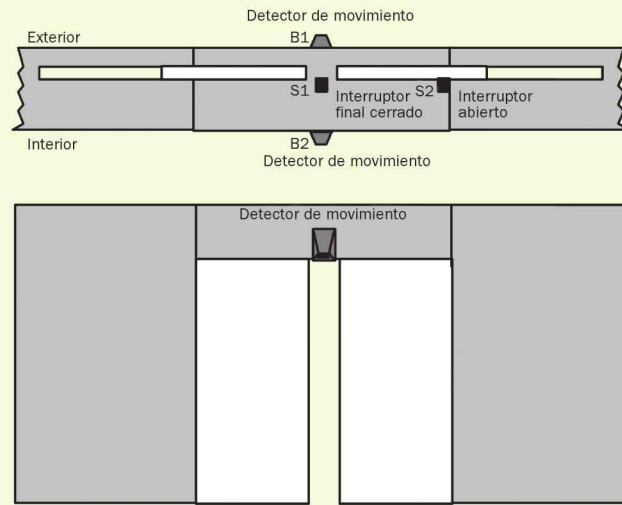 Detector de movimiento
Exterior
B1
S1
Interruptor
final cerrado
S2
Interruptor
abierto
Interior
B2
Detector de movimiento
Detector de movimiento